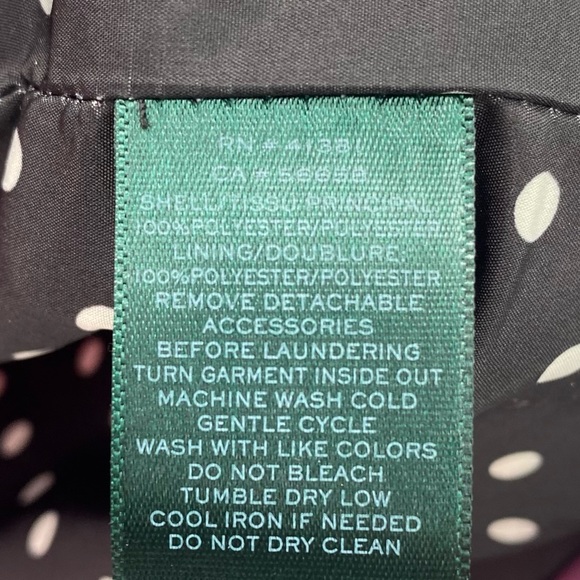 RN # 41381
CA # 56658
SHELL/TISSU PRINCIPAL
100%POLYESTER/POLYESTER
LINING/DOUBLURE:
100%POLYESTER/POLYESTER
REMOVE DETACHABLE
ACCESSORIES
BEFORE LAUNDERING
TURN GARMENT INSIDE OUT
MACHINE WASH COLD
GENTLE CYCLE
WASH WITH LIKE COLORS
DO NOT BLEACH
TUMBLE DRY LOW
COOL IRON IF NEEDED
DO NOT DRY CLEAN